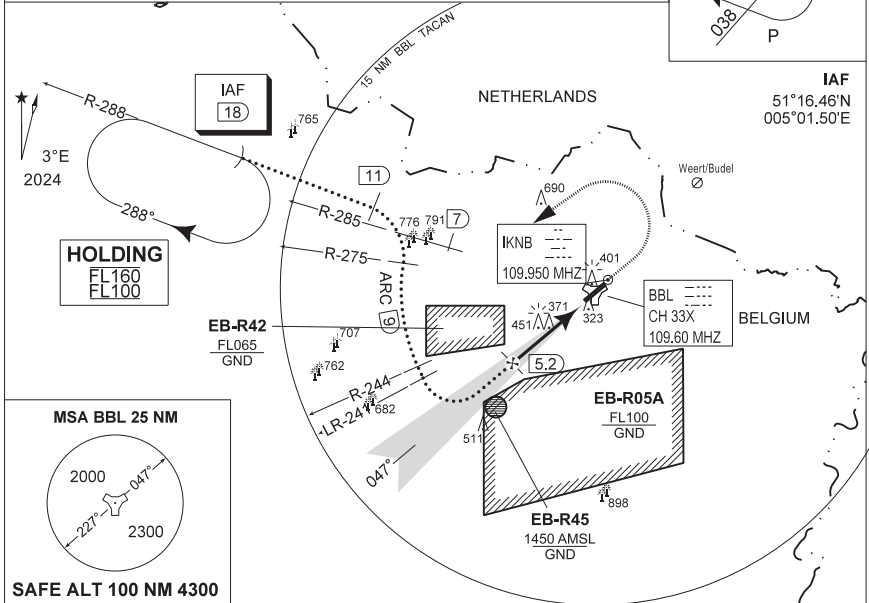 038
P
15 NM BBL TACAN
IAF
18
R-288
765
NETHERLANDS
IAF
51°16.46'N
005°01.50'E
3°E
2024
11
Weert/Budel
690
288°
R-285
776
791
7
R-275
HOLDING
FL160
FL100
IKNB
109.950 MHZ
401
ARC
9
BBL
CH 33X
109.60 MHZ
BELGIUM
323
371
451
EB-R42
FL065
GND
707
762
5.2
R-244
682
EB-R05A
FL100
GND
511
047°
MSA BBL 25 NM
2000
047°
227°
2300
898
EB-R45
1450 AMSL
GND
SAFE ALT 100 NM 4300